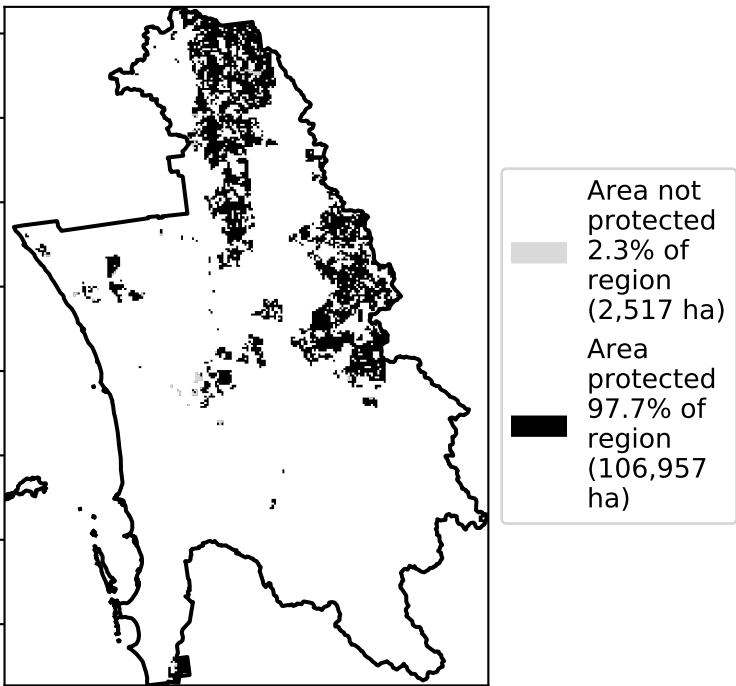 Area not
protected
2.3% of
region
(2,517 ha)
Area
protected
97.7% of
region
(106,957
ha)